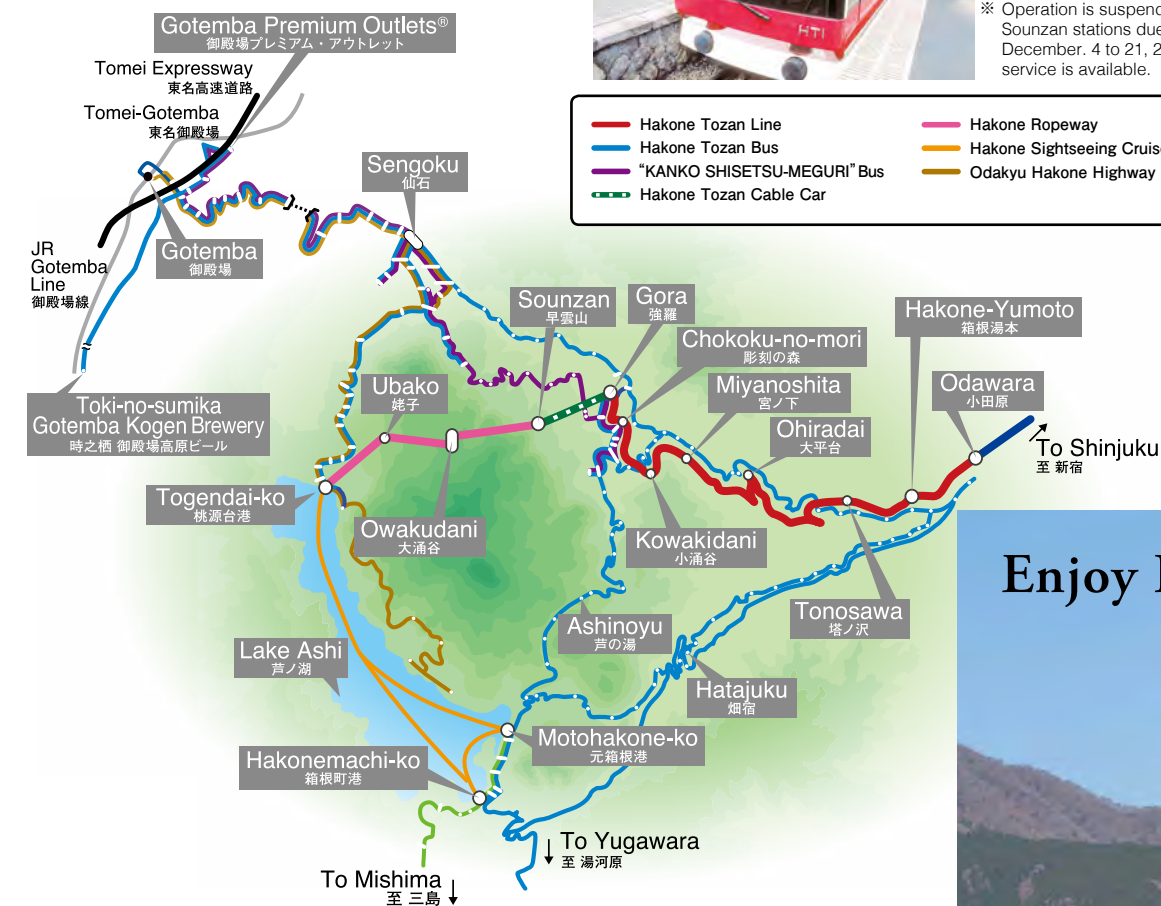 Gotemba Premium Outlets®
御殿場プレミアム・アウトレット
Tomei Expressway
東名高速道路
Tomei-Gotemba
東名御殿場
HTI
※ Operation is suspend
Sounzan stations due
December. 4 to 21, 2
service is available.
Hakone Tozan Line
Hakone Tozan Bus
"KANKO SHISETSU-MEGURI" Bus
Hakone Tozan Cable Car
Hakone Ropeway
Hakone Sightseeing Cruise
Odakyu Hakone Highway
Sengoku
仙石
Gotemba
御殿場
JR
Gotemba
Line
御殿場線
Sounzan
早雲山
Gora
強羅
Hakone-Yumoto
箱根湯本
Chokoku-no-mori
彫刻の森
Miyanoshita
宮ノ下
Odawara
小田原
Ubako
姥子
Toki-no-sumika
Gotemba Kogen Brewery
時之栖 御殿場高原ビール
Ohiradai
大平台
To Shinjuku
至 新宿
Togendai-ko
桃源台港
Owakudani
大涌谷
Kowakidani
小涌谷
Enjoy
Tonosawa
塔ノ沢
Ashinoyu
芦の湯
Lake Ashi
芦ノ湖
Hatajuku
畑宿
Motohakone-ko
元箱根港
Hakonemachi-ko
箱根町港
To Yugawara
至 湯河原
To Mishima
至 三島